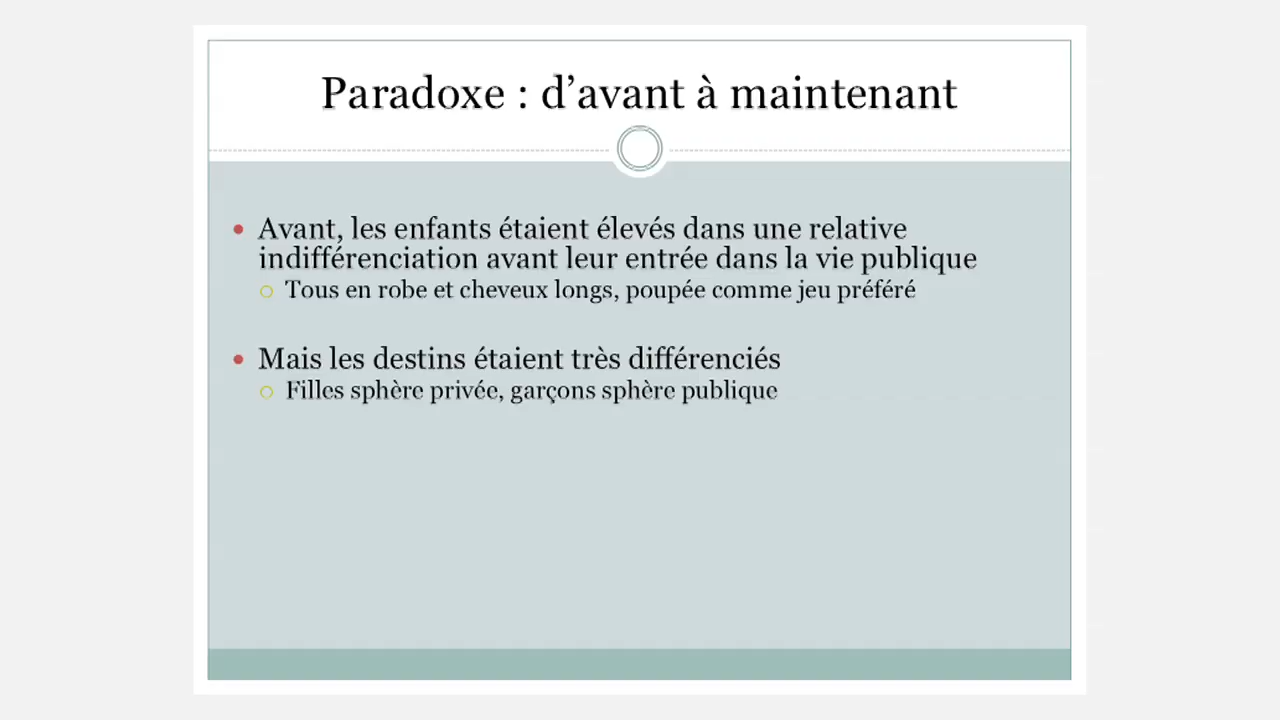 Paradoxe : d’avant à maintenant
Avant, les enfants étaient élevés dans une relative
indifférenciation avant leur entrée dans la vie publique
Tous en robe et cheveux longs, poupée comme jeu préféré
Mais les destins étaient très différenciés
Filles sphère privée, garçons sphère publique